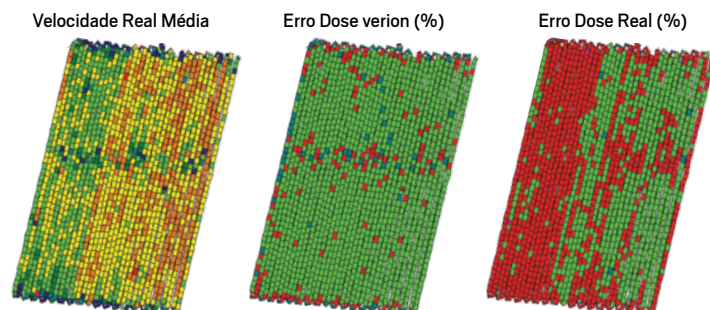 Velocidade Real Média
Erro Dose verion (%)
Erro Dose Real (%)